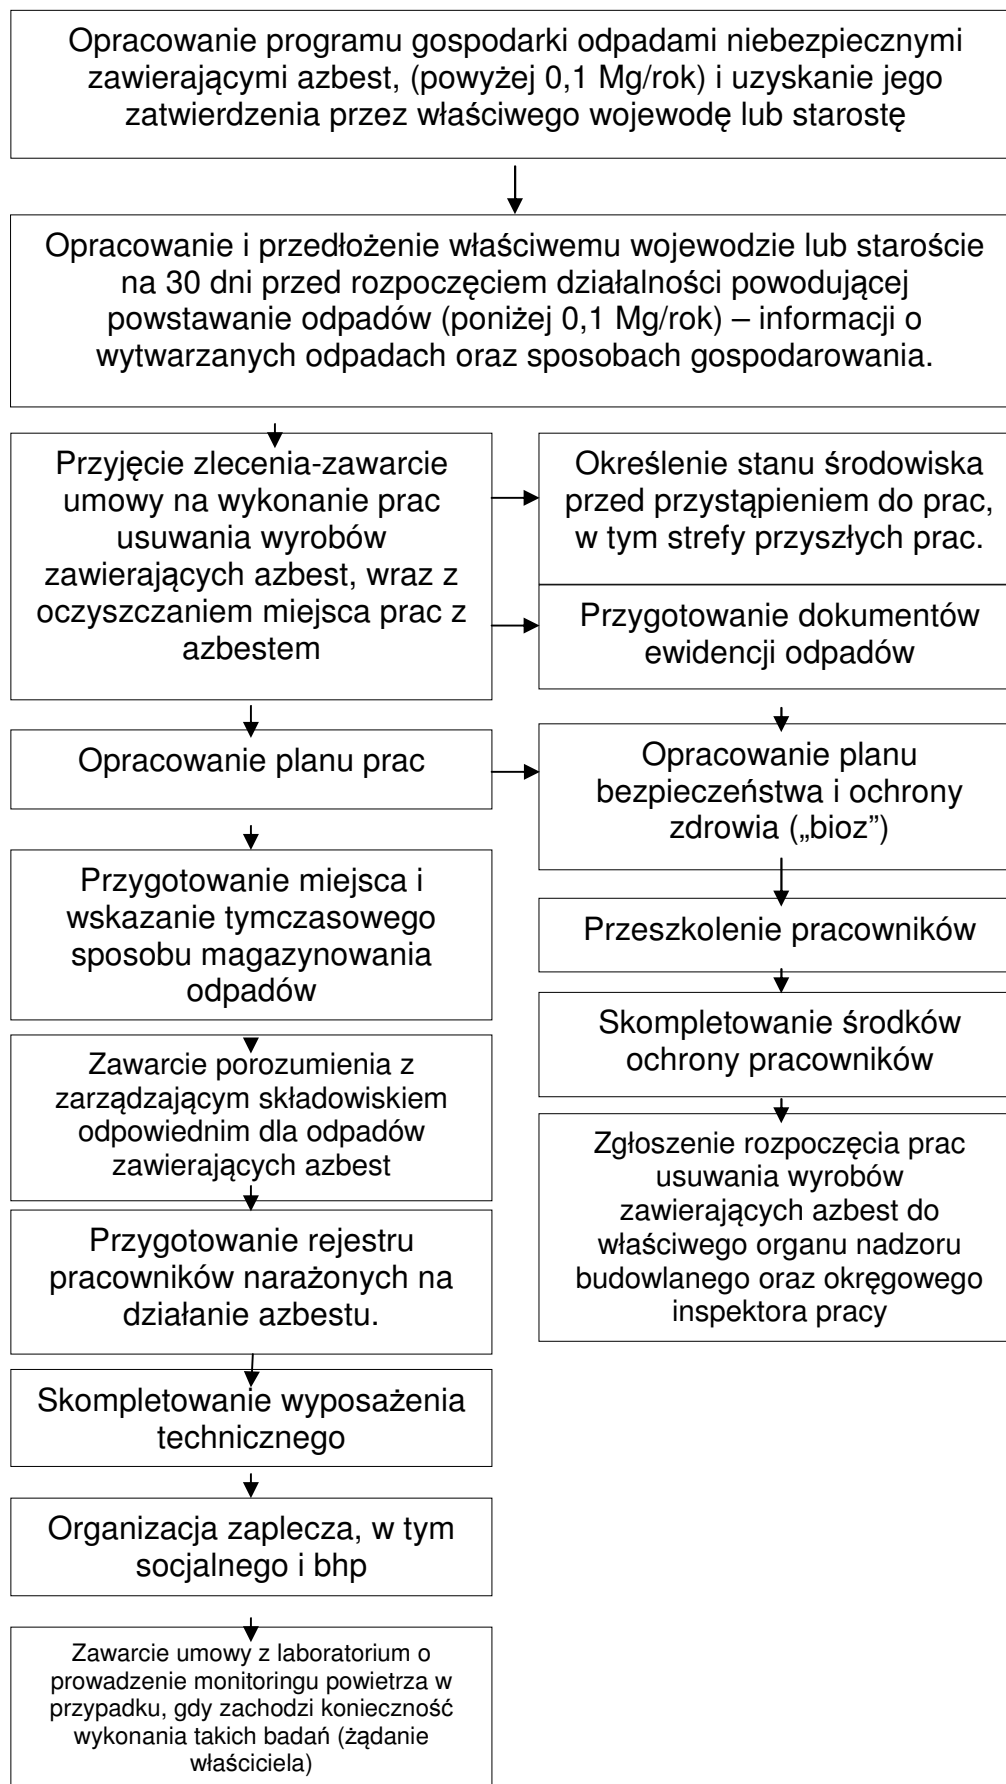 Opracowanie programu gospodarki odpadami niebezpiecznymi
zawierającymi azbest, (powyżej 0,1 Mg/rok) i uzyskanie jego
zatwierdzenia przez właściwego wojewodę lub starostę
Opracowanie i przedłożenie właściwemu wojewodzie lub staroście
na 30 dni przed rozpoczęciem działalności powodującej
powstawanie odpadów (poniżej 0,1 Mg/rok) – informacji o
wytwarzanych odpadach oraz sposobach gospodarowania.
Przyjęcie zlecenia-zawarcie
umowy na wykonanie prac
usuwania wyrobów
zawierających azbest, wraz z
oczyszczaniem miejsca prac z
azbestem
Określenie stanu środowiska
przed przystąpieniem do prac,
w tym strefy przyszłych prac.
Przygotowanie dokumentów
ewidencji odpadów
Opracowanie planu prac
Opracowanie planu
bezpieczeństwa i ochrony
zdrowia („bioz”)
Przygotowanie miejsca i
wskazanie tymczasowego
sposobu magazynowania
odpadów
Przeszkolenie pracowników
Skompletowanie środków
ochrony pracowników
Zawarcie porozumienia z
zarządzającym składowiskiem
odpowiednim dla odpadów
zawierających azbest
Zgłoszenie rozpoczęcia prac
usuwania wyrobów
zawierających azbest do
właściwego organu nadzoru
budowlanego oraz okręgowego
inspektora pracy
Przygotowanie rejestru
pracowników narażonych na
działanie azbestu.
Skompletowanie wyposażenia
technicznego
Organizacja zaplecza, w tym
socjalnego i bhp
Zawarcie umowy z laboratorium o
prowadzenie monitoringu powietrza w
przypadku, gdy zachodzi konieczność
wykonania takich badań (żądanie
właściciela)